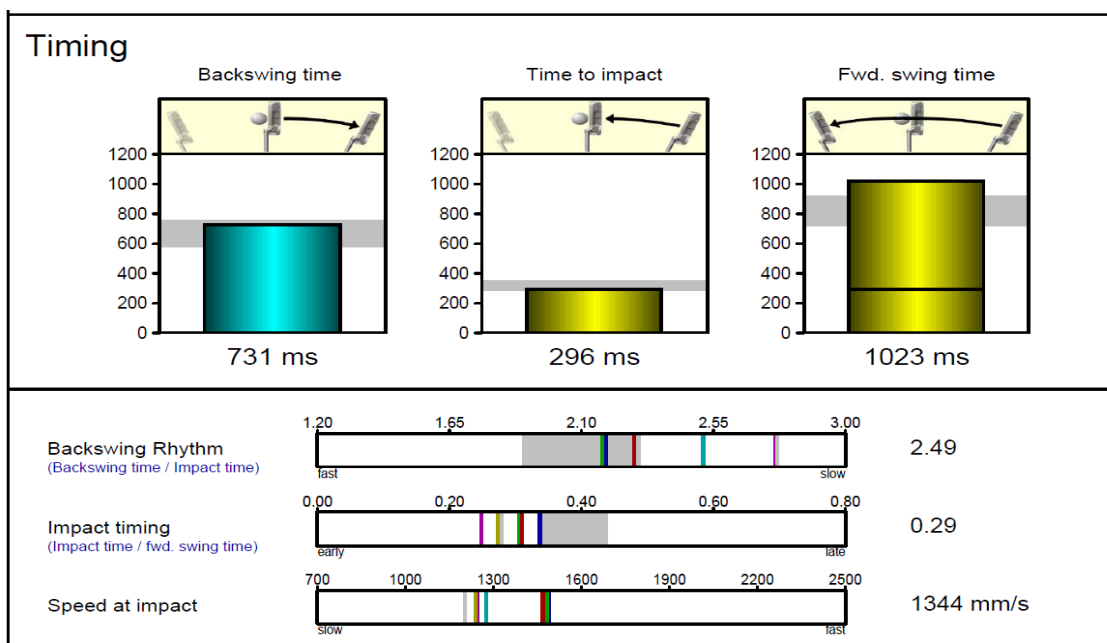 Timing
Backswing time Time to impact Fwd. swing time
1200 1200 1200
1000 1000 1000
800 800 800
600 600 600
400 400 400
200 200 200
0 0 0
731 ms 296 ms 1023 ms
1.20 1.65 2.10 2.55 3.00
Backswing Rhythm 2.49
(Backswing time / Impact time)
fast slow
0.00 0.20 0.40 0.60 0.80
Impact timing 0.29
(Impact time / fwd. swing time)
early late
700 1000 1300 1600 1900 2200 2500
Speed at impact 1344 mm/s
slow fast